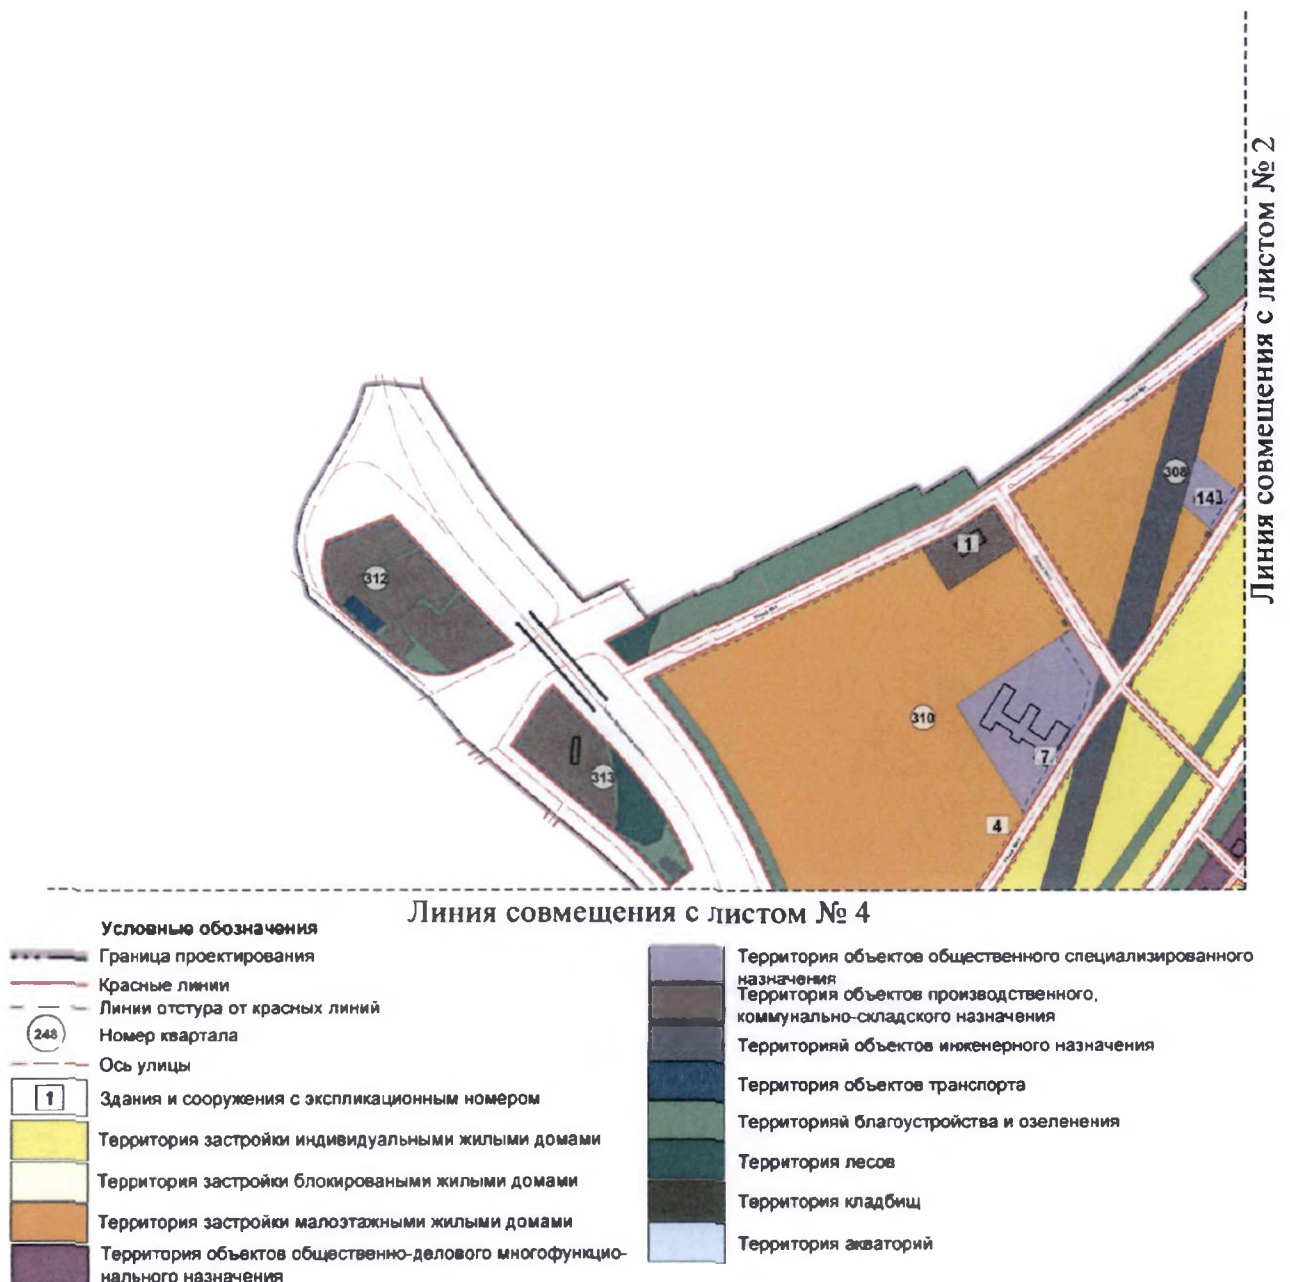 Линия совмещения с листом № 2
308
143
1
312
310
313
7
4
Линия совмещения с листом № 4
Условные обозначения
Граница проектирования
Красные линии
Линии отстура от красных линий
248
Номер квартала
Ось улицы
1
Здания и сооружения с экспликационным номером
Территория застройки индивидуальными жилыми домами
Территория застройки блокироваными жилыми домами
Территория застройки малоэтажными жилыми домами
Территория объектов общественно-делового многофункцио-
нального назначения
Территория объектов общественного специализированного
назначения
Территория объектов производственного,
коммунально-складского назначения
Территорияй объектов инженерного назначения
Территория объектов транспорта
Территорияй благоустройства и озеленения
Территория лесов
Территория кладбищ
Территория акваторий